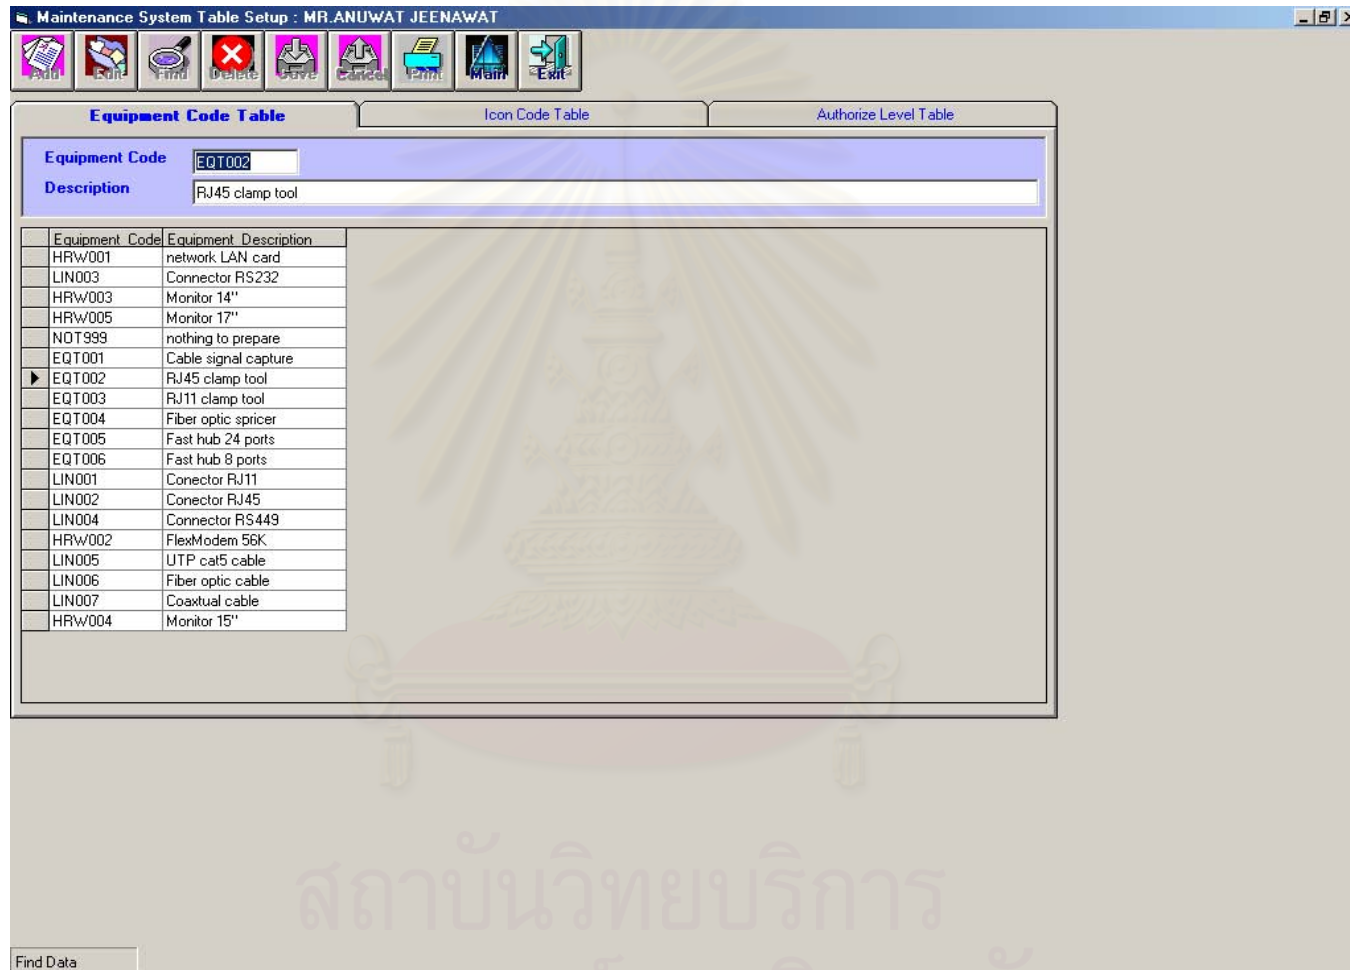 Maintenance System Table Setup : MR.ANUWAT JEENAWAT
Add Edit Find Delete Save Cancel Print Main Exit
Equipment Code Table Icon Code Table Authorize Level Table
Equipment Code EQT002
Description RJ45 clamp tool
Equipment Code Equipment Description
HRW001 network LAN card
LIN003 Connector RS232
HRW003 Monitor 14''
HRW005 Monitor 17''
NOT999 nothing to prepare
EQT001 Cable signal capture
EQT002 RJ45 clamp tool
EQT003 RJ11 clamp tool
EQT004 Fiber optic spricer
EQT005 Fast hub 24 ports
EQT006 Fast hub 8 ports
LIN001 Conector RJ11
LIN002 Conector RJ45
LIN004 Connector RS449
HRW002 FlexModem 56K
LIN005 UTP cat5 cable
LIN006 Fiber optic cable
LIN007 Coaxtual cable
HRW004 Monitor 15''
สถาบันวิทยบริการ
Find Data